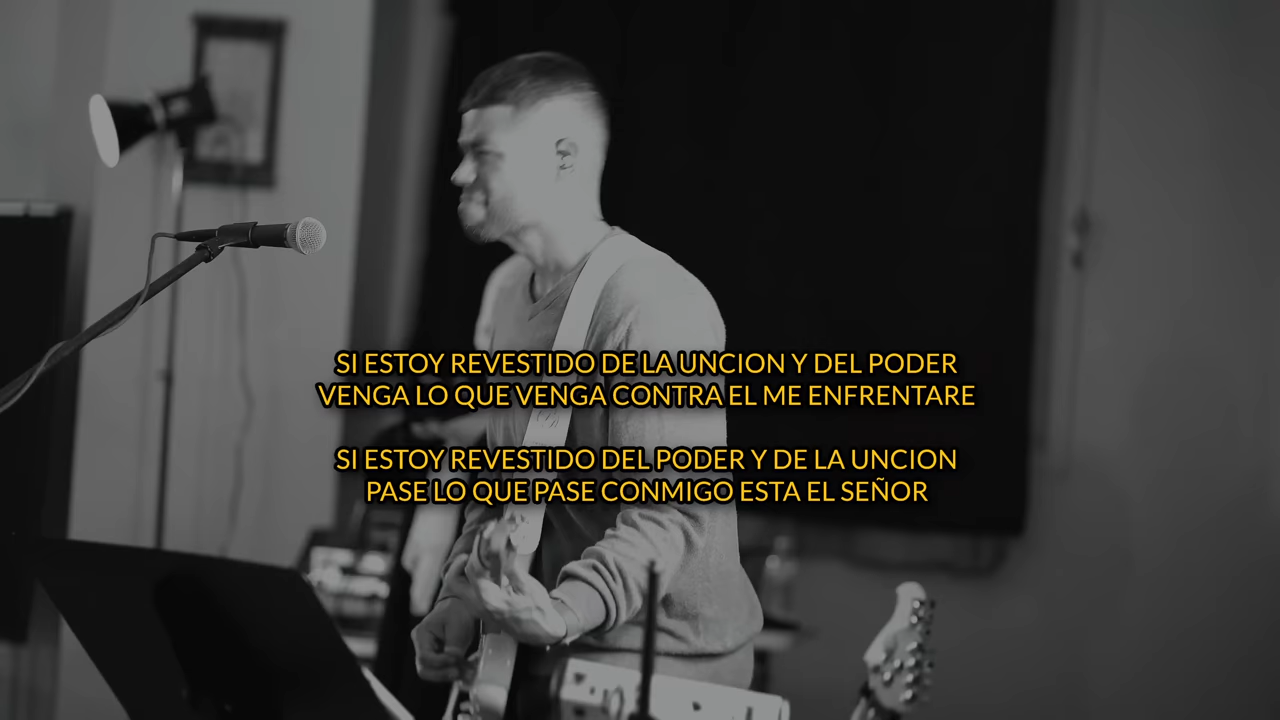 SI ESTOY REVESTIDO DE LA UNCION Y DEL PODER
VENGA LO QUE VENGA CONTRA EL ME ENFRENTARE
SI ESTOY REVESTIDO DEL PODER Y DE LA UNCION
PASE LO QUE PASE CONMIGO ESTA EL SEÑOR